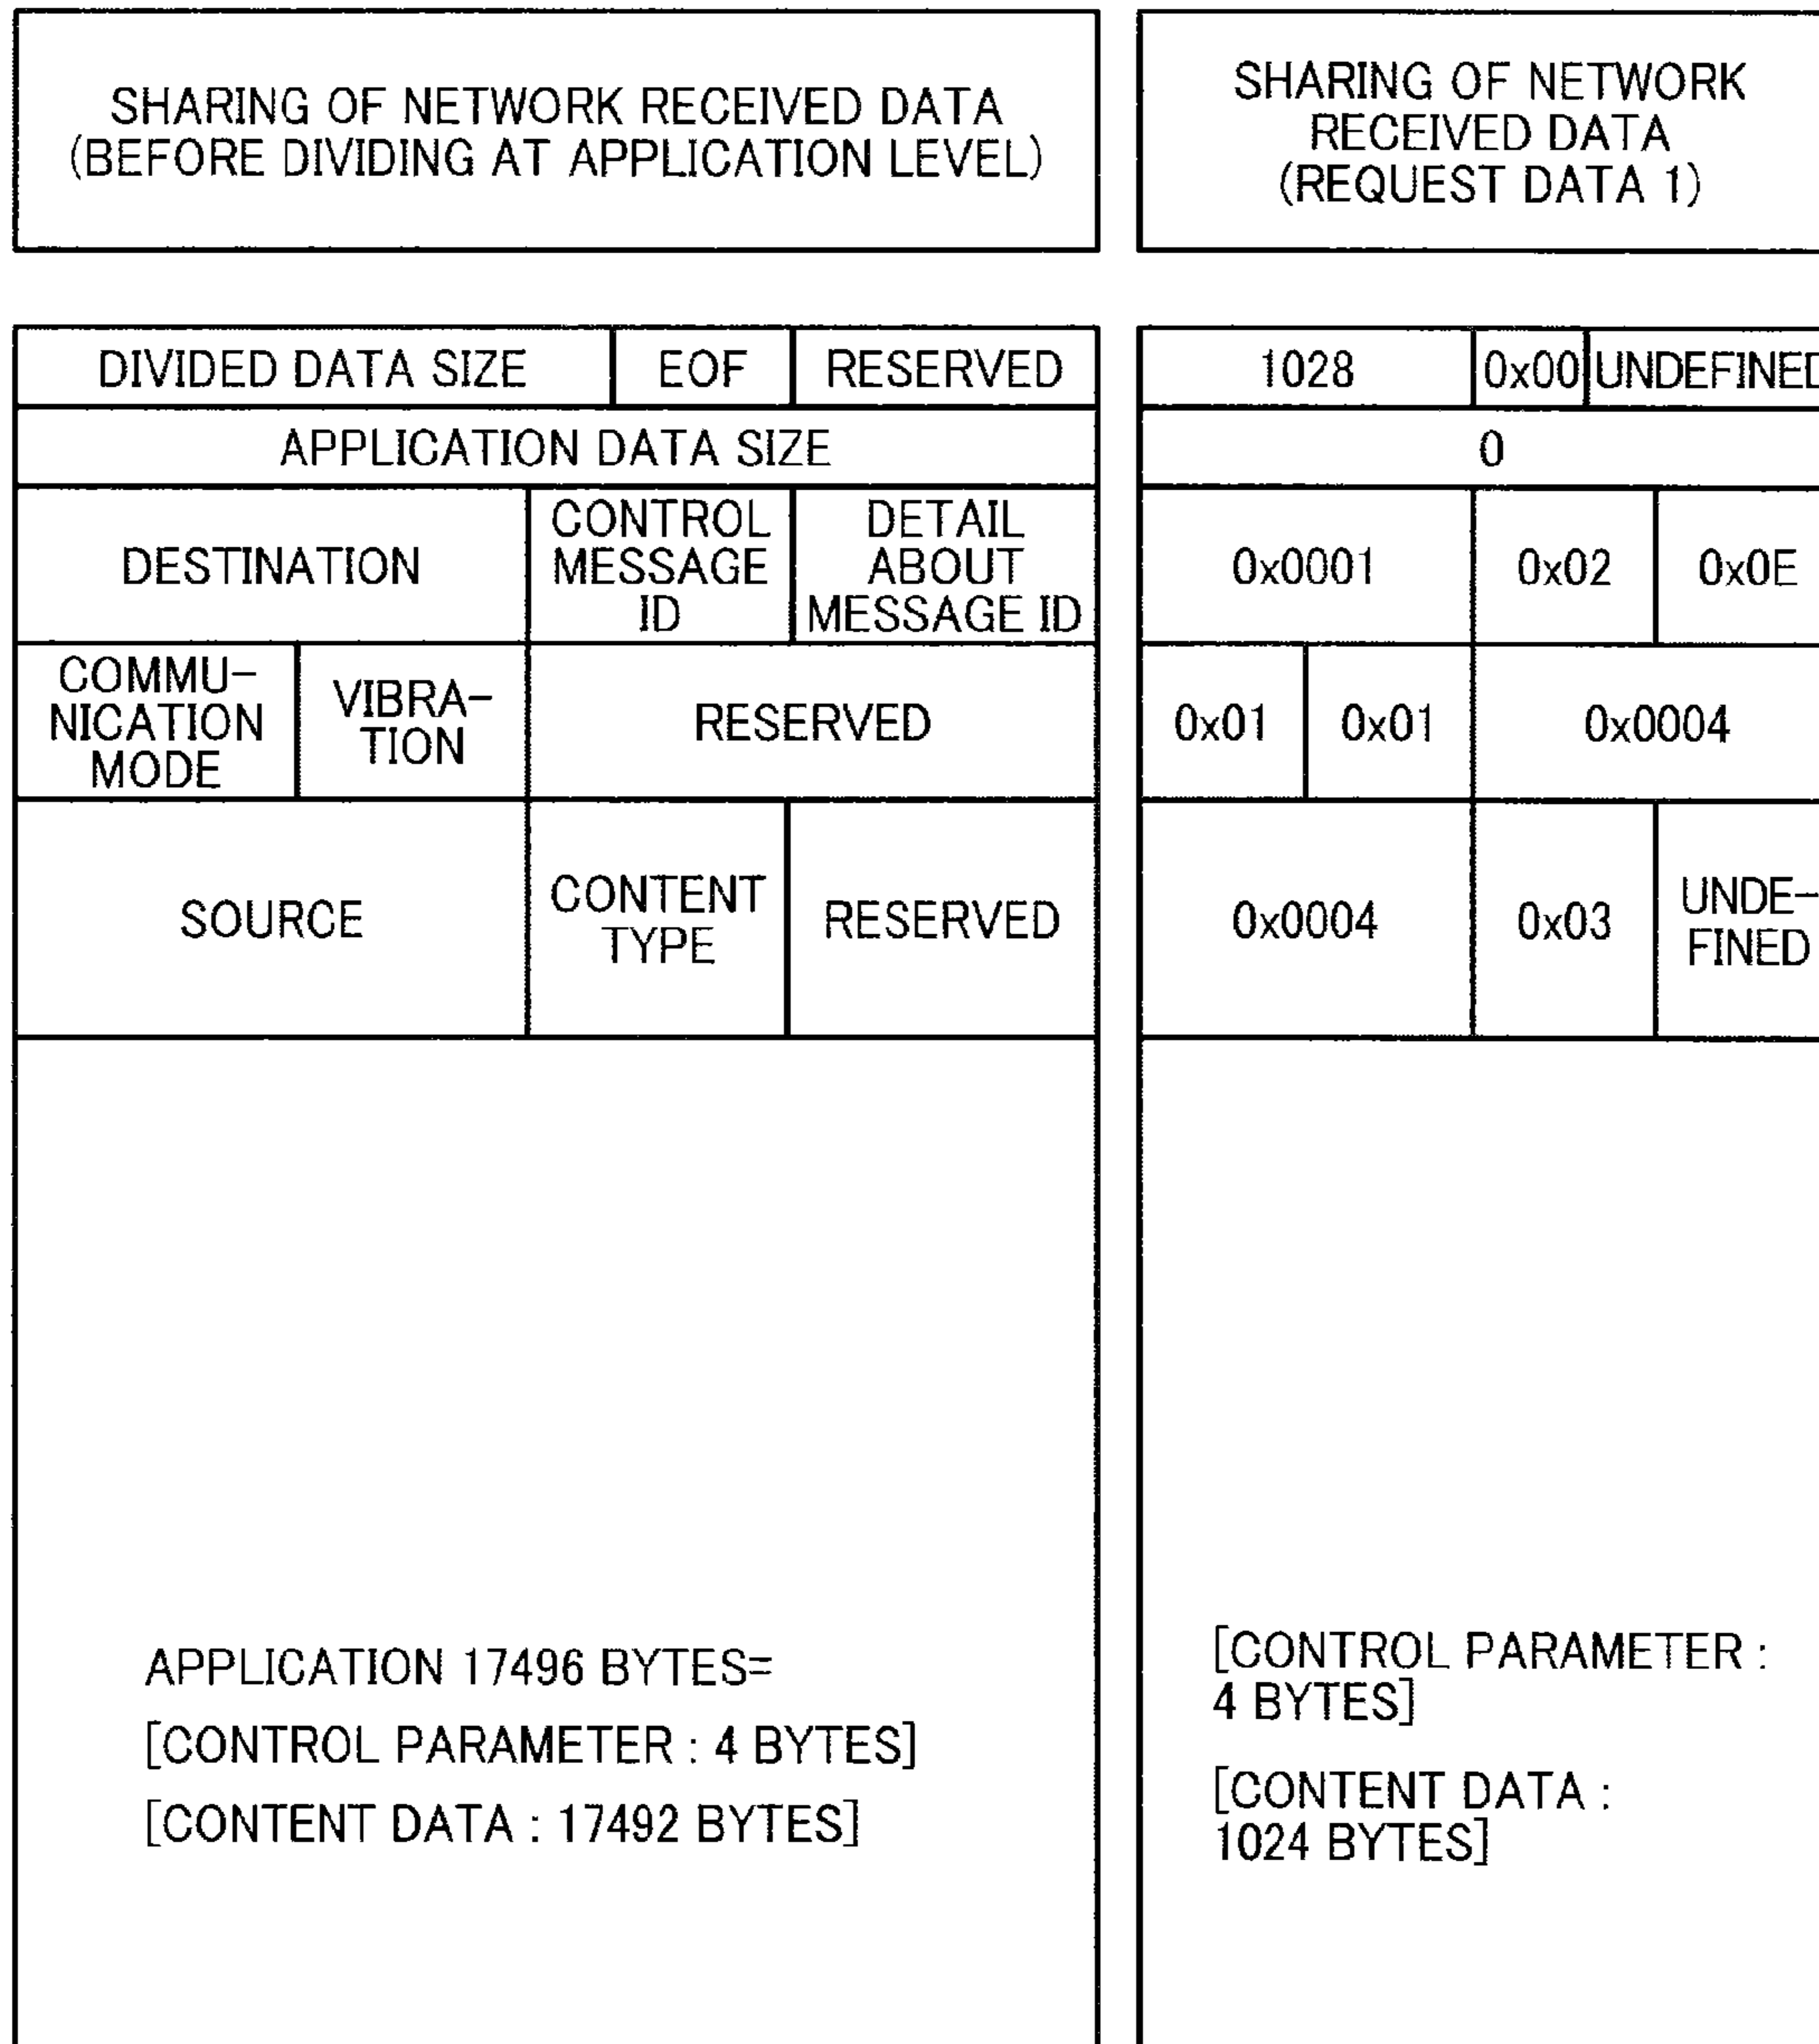 SHARING OF NETWORK RECEIVED DATA
(BEFORE DIVIDING AT APPLICATION LEVEL)
SHARING OF NETWORK
RECEIVED DATA
(REQUEST DATA 1)
DIVIDED DATA SIZE
EOF
RESERVED
APPLICATION DATA SIZE
DESTINATION
CONTROL
MESSAGE
ID
DETAIL
ABOUT
MESSAGE ID
COMMU-
NICATION
MODE
VIBRA-
TION
RESERVED
SOURCE
CONTENT
TYPE
RESERVED
APPLICATION 17496 BYTES=
[CONTROL PARAMETER : 4 BYTES]
[CONTENT DATA : 17492 BYTES]
1028
0x00
UNDEFINED
0
0x0001
0x02
0x0E
0x01
0x01
0x0004
0x0004
0x03
UNDE-
FINED
[CONTROL PARAMETER :
4 BYTES]
[CONTENT DATA :
1024 BYTES]